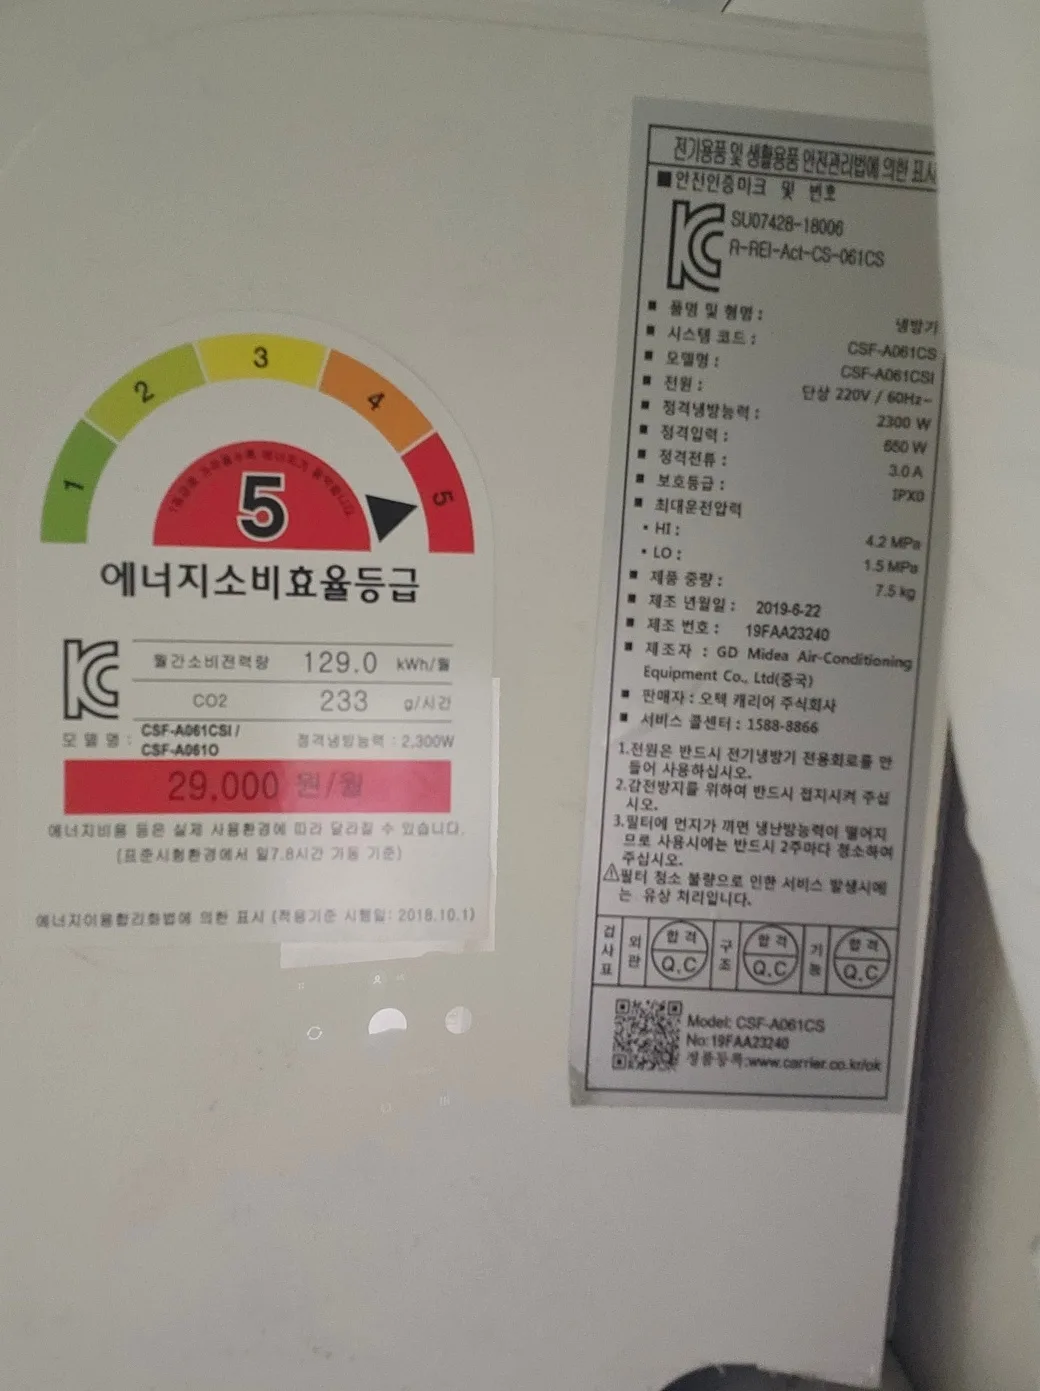 1
2
3
4
5
5
에너지소비효율등급
월간소비전력량 129.0 kWh/월
CO2 233 g/시간
모델명 : CSF-A061CSI /
CSF-A061O
정격냉방능력 : 2,300W
29,000 원/월
에너지비용 등은 실제 사용환경에 따라 달라질 수 있습니다.
(표준시험환경에서 일7.8시간 가동 기준)
에너지이용합리화법에 의한 표시 (적용기준 시행일: 2018.10.1)
전기용품 및 생활용품 안전관리법에 의한 표시
■안전인증마크 및 번호
SU07428-18006
R-REI-Act-CS-061CS
■ 품명 및 형명 : 냉방기
■ 시스템 코드 : CSF-A061CS
■ 모델명 : CSF-A061CSI
■ 전원 : 단상 220V / 60Hz~
■ 정격냉방능력 : 2300 W
■ 정격입력 : 650 W
■ 정격전류 : 3.0 A
■ 보호등급 : IPX0
■ 최대운전압력
• HI : 4.2 MPa
• LO : 1.5 MPa
■ 제품 중량 : 7.5 kg
■ 제조 년월일 : 2019-6-22
■ 제조 번호 : 19FAA23240
■ 제조자 : GD Midea Air-Conditioning
Equipment Co., Ltd(중국)
■ 판매자 : 오텍 캐리어 주식회사
■ 서비스 콜센터 : 1588-8866
1.전원은 반드시 전기냉방기 전용회로를 만
들어 사용하십시오.
2.감전방지를 위하여 반드시 접지시켜 주십
시오.
3.필터에 먼지가 끼면 냉난방능력이 떨어지
므로 사용시에는 반드시 2주마다 청소하여
주십시오.
⚠필터 청소 불량으로 인한 서비스 발생시에
는 유상 처리입니다.
검사표 외관 합격 Q.C 구조 합격 Q.C 기능 합격 Q.C
Model: CSF-A061CS
No:19FAA23240
정품등록:www.carrier.co.kr/ok